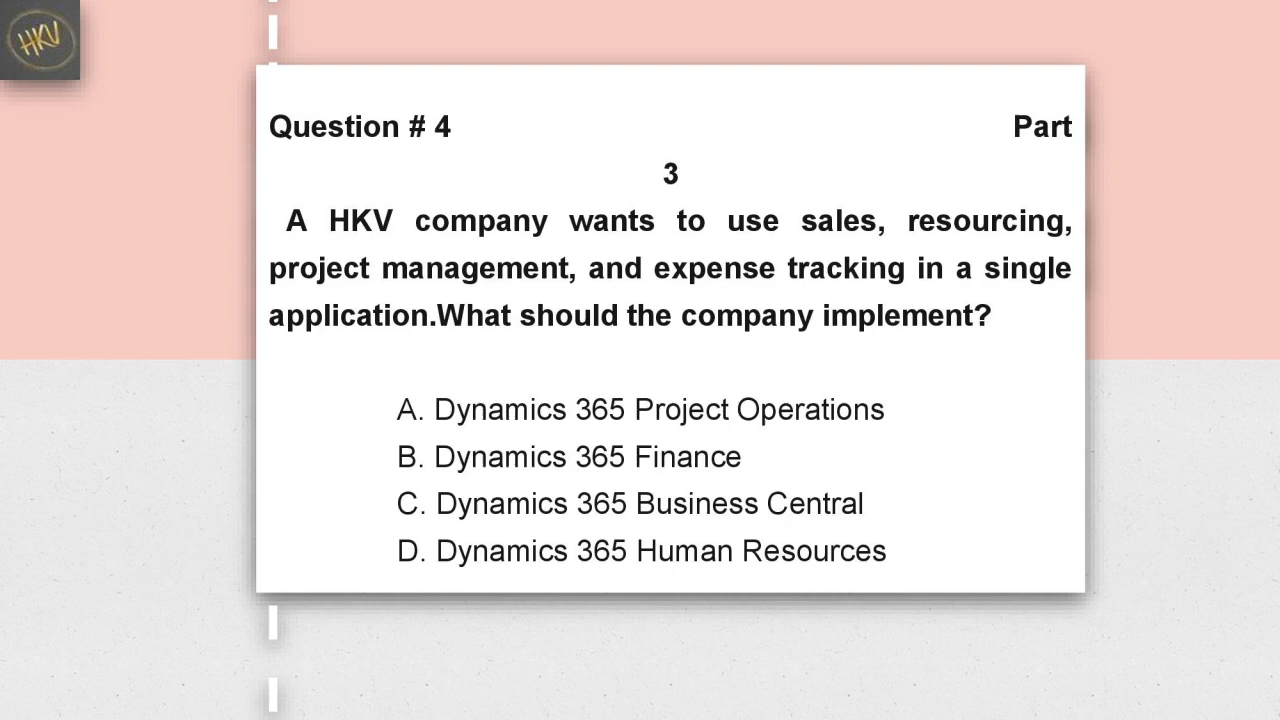 HKV
Question # 4 Part
3
A HKV company wants to use sales, resourcing,
project management, and expense tracking in a single
application.What should the company implement?
A. Dynamics 365 Project Operations
B. Dynamics 365 Finance
C. Dynamics 365 Business Central
D. Dynamics 365 Human Resources